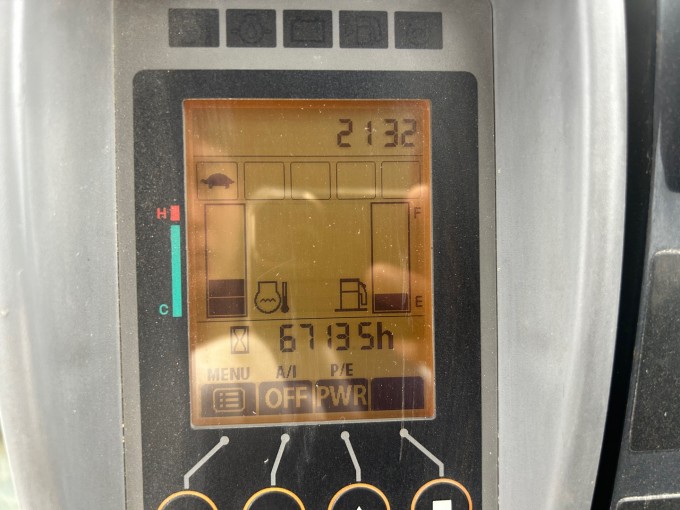 2132
H
F
C
E
6713 5h
MENU A/I P/E
OFF PWR